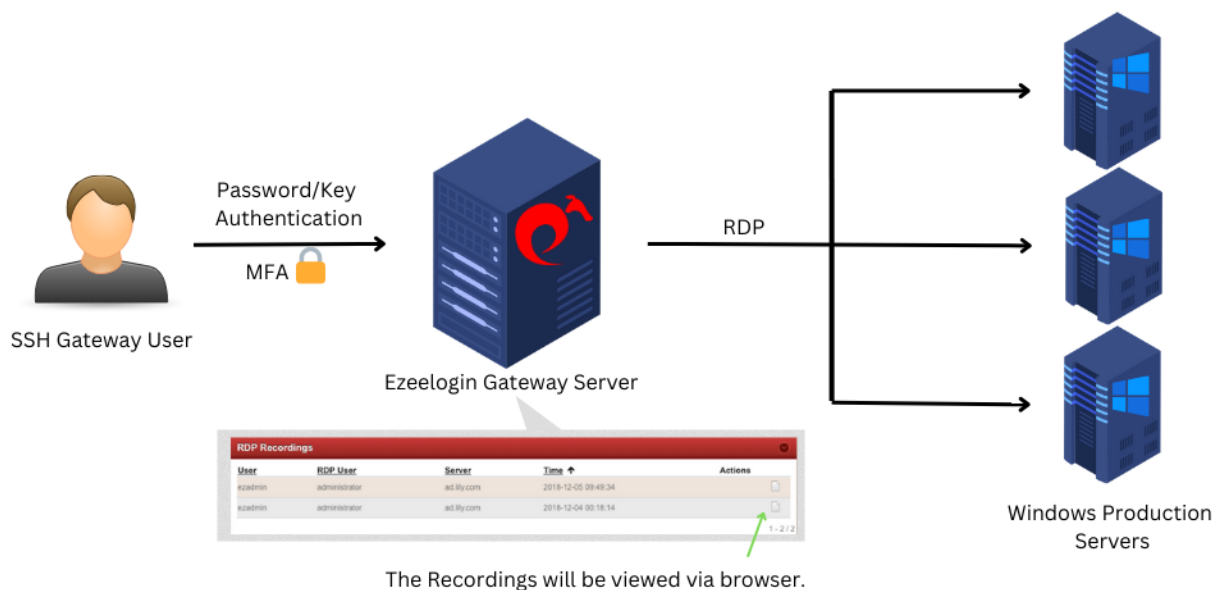 Password/Key
Authentication
MFA
SSH Gateway User
Ezeelogin Gateway Server
RDP
Windows Production
Servers
RDP Recordings
User RDP User Server Time Actions
ezadmin administrator ad.lily.com 2018-12-05 09:49:34
ezadmin administrator ad.lily.com 2018-12-04 00:18:14
1 - 2 / 2
The Recordings will be viewed via browser.